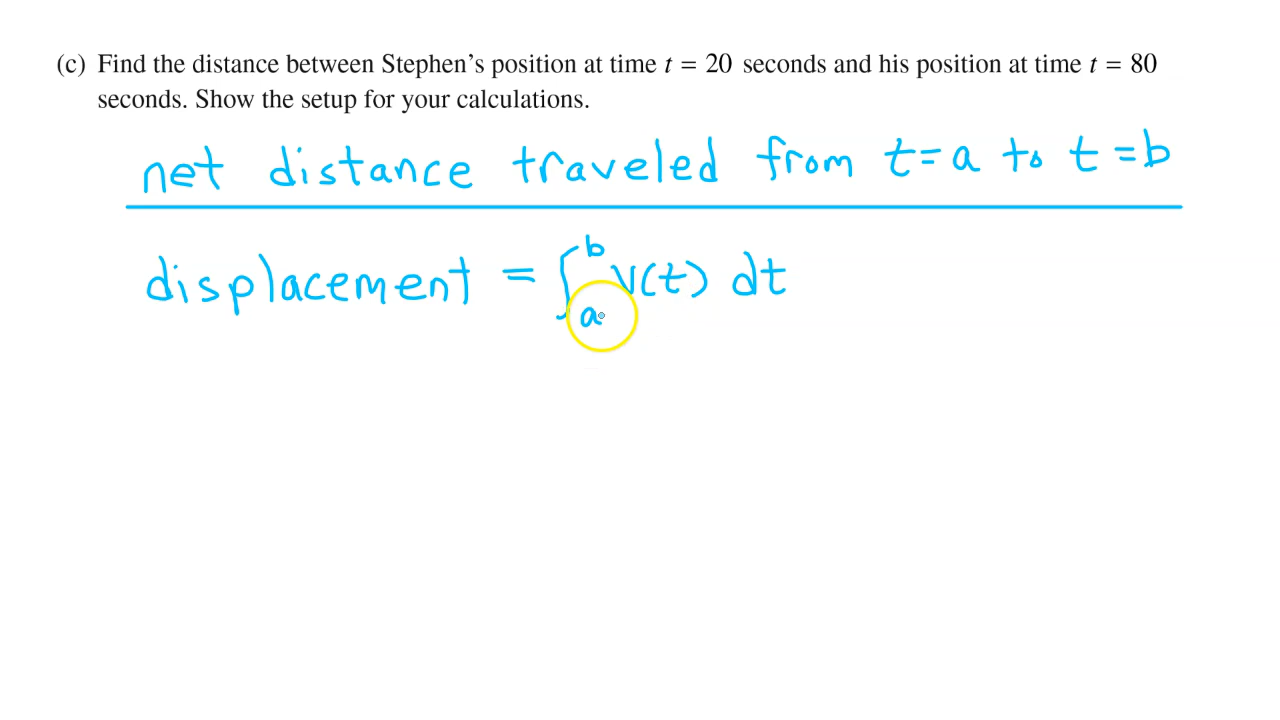 (c) Find the distance between Stephen's position at time t = 20 seconds and his position at time t = 80
seconds. Show the setup for your calculations.
net distance traveled from t=a to t=b
displacement = ∫_a^b v(t) dt